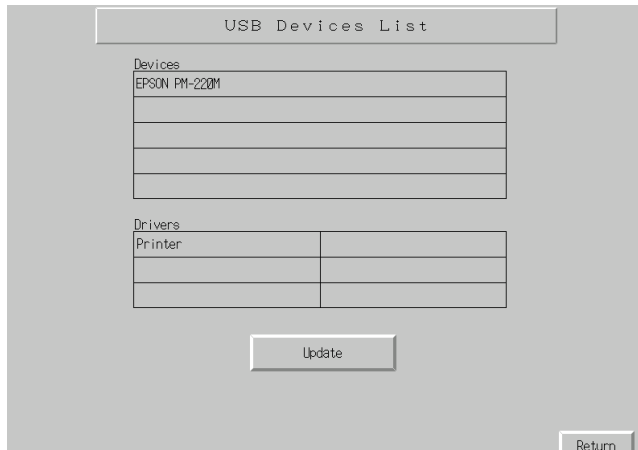 USB Devices List
Devices
EPSON PM-220M
Drivers
Printer
Update
Return